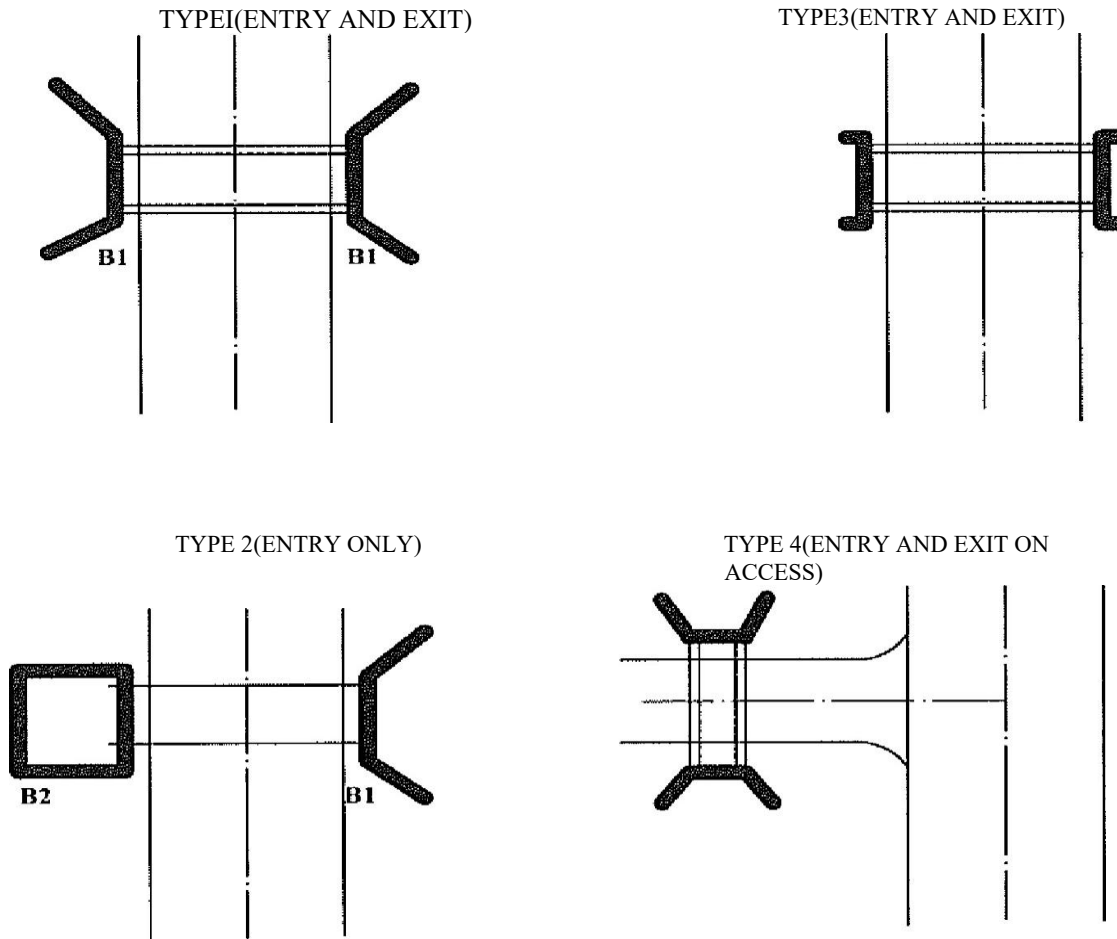 TYPEI(ENTRY AND EXIT)
TYPE3(ENTRY AND EXIT)
B1
B1
TYPE 2(ENTRY ONLY)
TYPE 4(ENTRY AND EXIT ON
ACCESS)
B2
B1